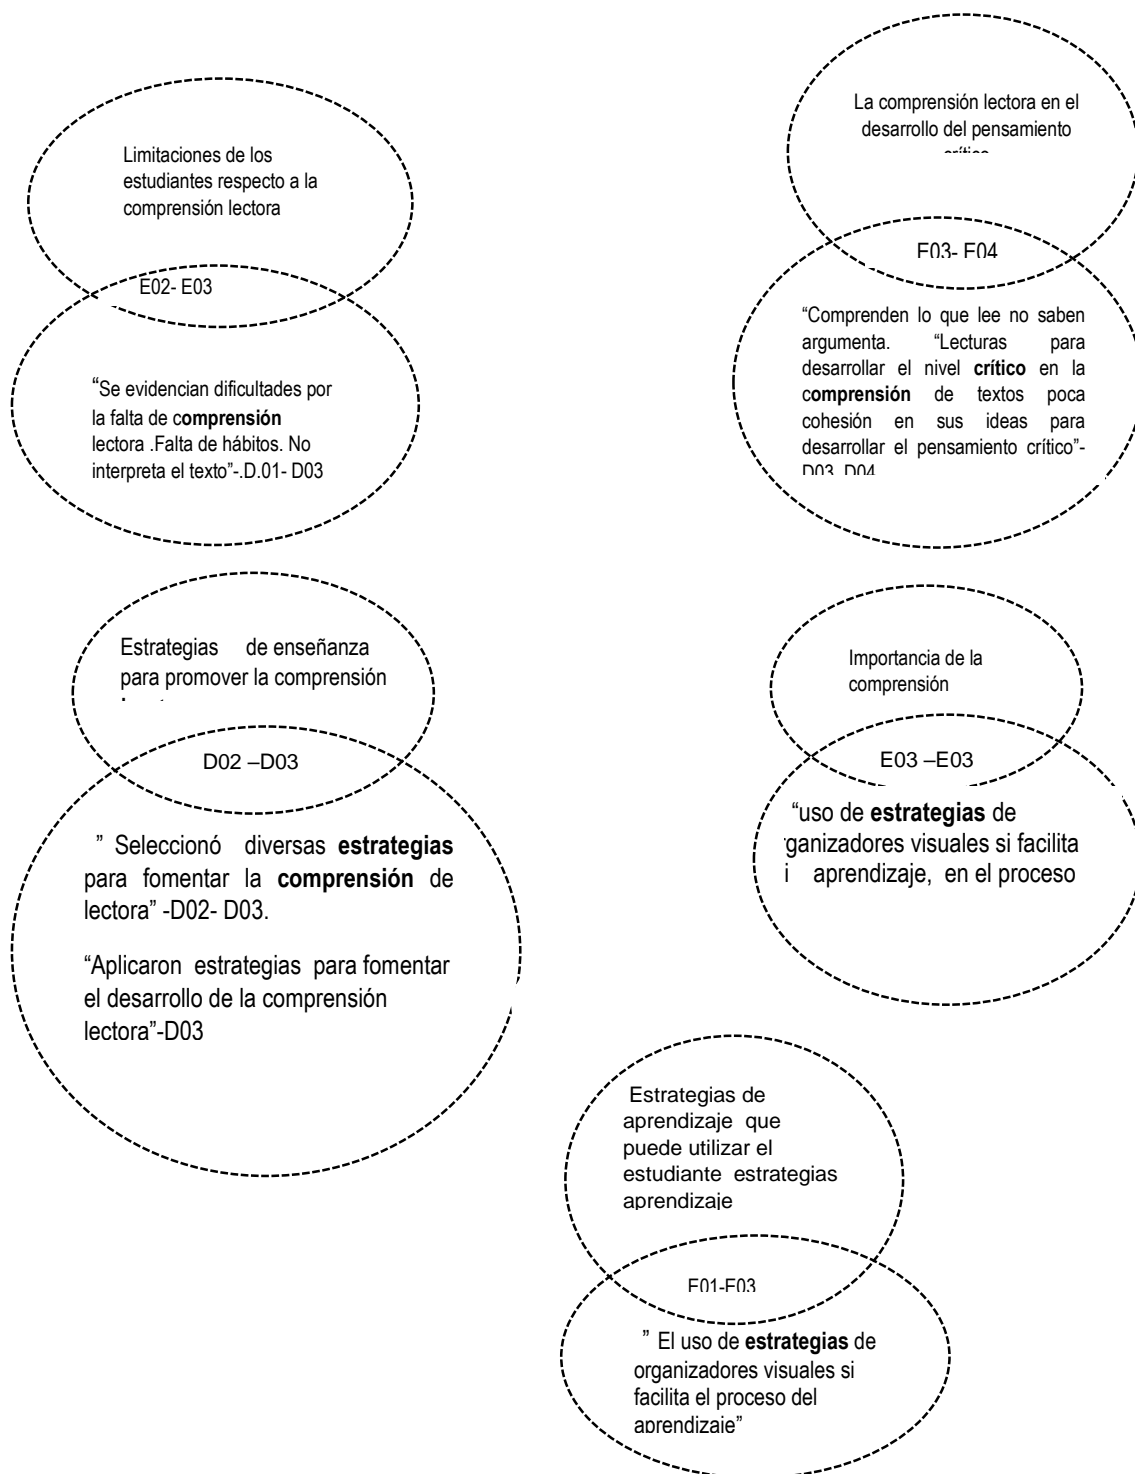 Limitaciones de los
estudiantes respecto a la
comprensión lectora
E02- E03
“Se evidencian dificultades por
la falta de comprensión
lectora .Falta de hábitos. No
interpreta el texto”-.D.01- D03
La comprensión lectora en el
desarrollo del pensamiento
crítico
E03- E04
“Comprenden lo que lee no saben
argumenta. “Lecturas para
desarrollar el nivel crítico en la
comprensión de textos poca
cohesión en sus ideas para
desarrollar el pensamiento crítico”-
D03 D04
Estrategias de enseñanza
para promover la comprensión
D02 –D03
” Seleccionó diversas estrategias
para fomentar la comprensión de
lectora” -D02- D03.
“Aplicaron estrategias para fomentar
el desarrollo de la comprensión
lectora”-D03
Importancia de la
comprensión
E03 –E03
“uso de estrategias de
rganizadores visuales si facilita
aprendizaje, en el proceso
Estrategias de
aprendizaje que
puede utilizar el
estudiante estrategias
aprendizaje
E01-E03
” El uso de estrategias de
organizadores visuales si
facilita el proceso del
aprendizaje”